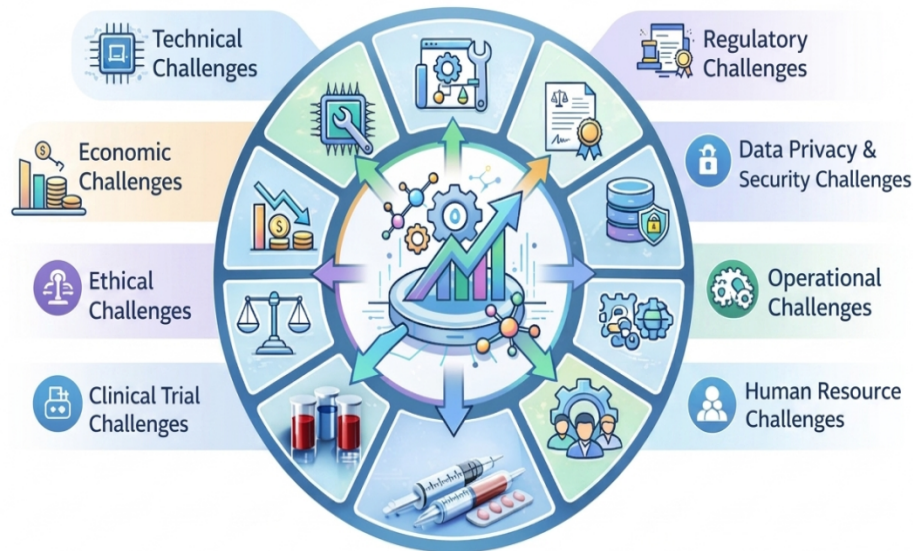 Technical
Challenges
Regulatory
Challenges
Economic
Challenges
Data Privacy &
Security Challenges
Ethical
Challenges
Operational
Challenges
Clinical Trial
Challenges
Human Resource
Challenges